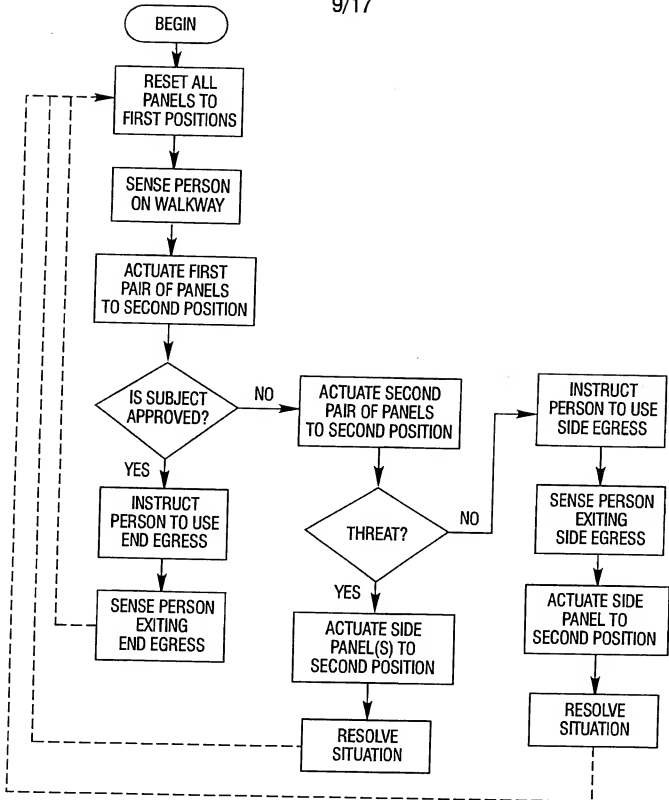 9/17
BEGIN
RESET ALL
PANELS TO
FIRST POSITIONS
SENSE PERSON
ON WALKWAY
ACTUATE FIRST
PAIR OF PANELS
TO SECOND POSITION
IS SUBJECT
APPROVED?
NO
YES
INSTRUCT
PERSON TO USE
END EGRESS
SENSE PERSON
EXITING
END EGRESS
ACTUATE SECOND
PAIR OF PANELS
TO SECOND POSITION
THREAT?
NO
YES
ACTUATE SIDE
PANEL(S) TO
SECOND POSITION
RESOLVE
SITUATION
INSTRUCT
PERSON TO USE
SIDE EGRESS
SENSE PERSON
EXITING
SIDE EGRESS
ACTUATE SIDE
PANEL TO
SECOND POSITION
RESOLVE
SITUATION